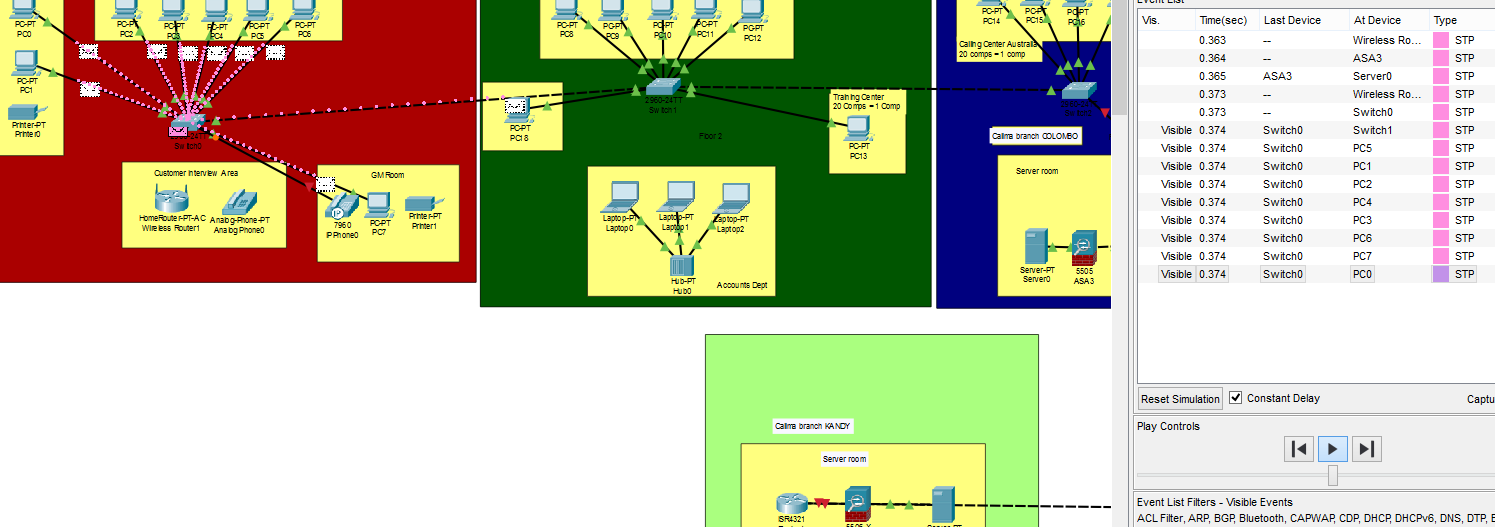 PC-PT
PC0
PC-PT
PC2
PC-PT
PC3
PC-PT
PC4
PC-PT
PC5
PC-PT
PC6
PC-PT
PC1
Printer-PT
Printer0
Switch0
Customer Interview Area
HomeRouter-PT-AC
Wireless Router1
Analog-Phone-PT
Analog Phone0
GM Room
7960
IP Phone0
PC-PT
PC7
Printer-PT
Printer1
PC-PT
PC8
PC-PT
PC9
PC-PT
PC10
PC-PT
PC11
PC-PT
PC12
2960-24TT
Switch1
PC-PT
PC18
Floor 2
Training Center
20 Comps = 1 Comp
PC-PT
PC13
Laptop-PT
Laptop0
Laptop-PT
Laptop1
Laptop-PT
Laptop2
Hub-PT
Hub0
Accounts Dept
PC-PT
PC14
PC-PT
PC15
PC-PT
PC16
Calling Center Australia
20 comps = 1 comp
Calima branch COLOMBO
Server room
Server-PT
Server0
5505
ASA3
Calima branch KANDY
Server room
ISR4321
Event List
Vis. Time(sec) Last Device At Device Type
0.363 -- Wireless Ro... STP
0.364 -- ASA3 STP
0.365 ASA3 Server0 STP
0.373 -- Wireless Ro... STP
0.373 -- Switch0 STP
Visible 0.374 Switch0 Switch1 STP
Visible 0.374 Switch0 PC5 STP
Visible 0.374 Switch0 PC1 STP
Visible 0.374 Switch0 PC2 STP
Visible 0.374 Switch0 PC4 STP
Visible 0.374 Switch0 PC3 STP
Visible 0.374 Switch0 PC6 STP
Visible 0.374 Switch0 PC7 STP
Visible 0.374 Switch0 PC0 STP
Reset Simulation Constant Delay Captu
Play Controls
Event List Filters - Visible Events
ACL Filter, ARP, BGP, Bluetooth, CAPWAP, CDP, DHCP, DHCPv6, DNS, DTP, E